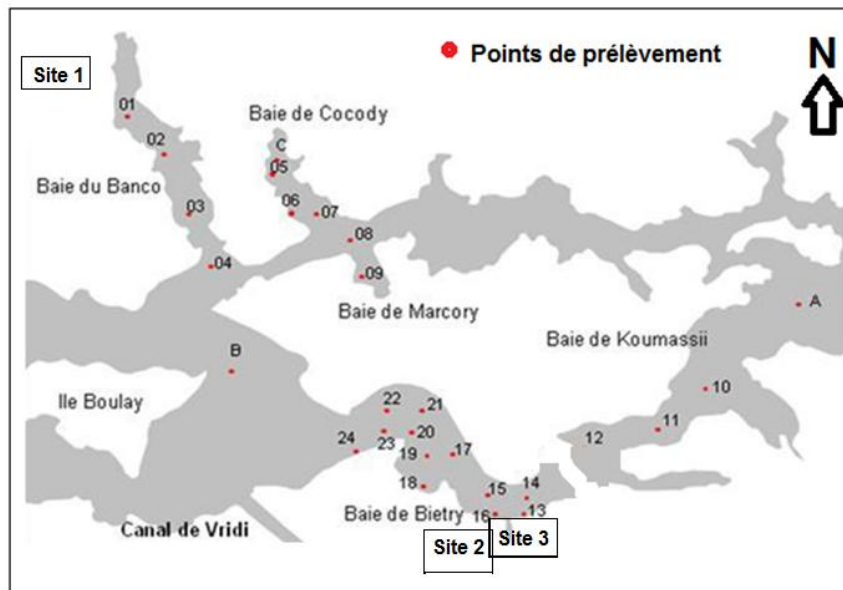 Points de prélèvement
N
Site 1
01
Baie de Cocody
02
C
05
Baie du Banco
03
06
07
08
04
09
A
Baie de Marcory
Baie de Koumassii
B
10
Ile Boulay
22
21
11
23
20
12
24
19
17
18
15
14
Baie de Bietry
16
13
Canal de Vridi
Site 2
Site 3